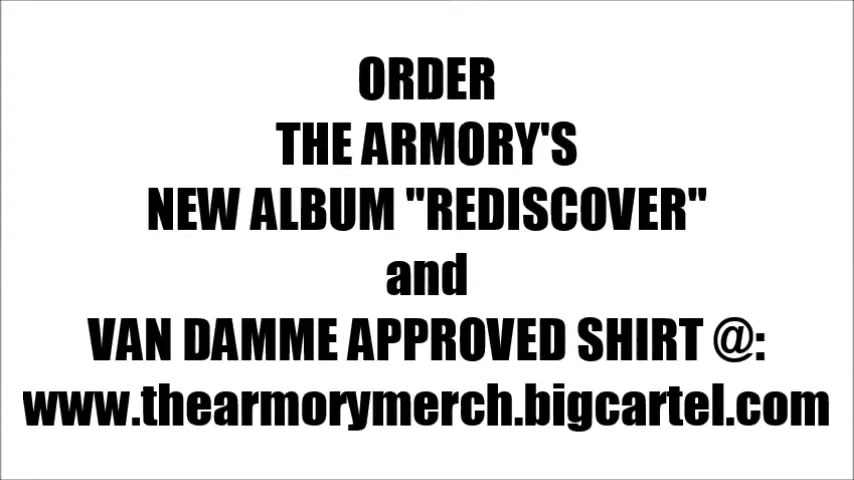 ORDER
THE ARMORY'S
NEW ALBUM "REDISCOVER"
and
VAN DAMME APPROVED SHIRT @:
www.thearmorymerch.bigcartel.com